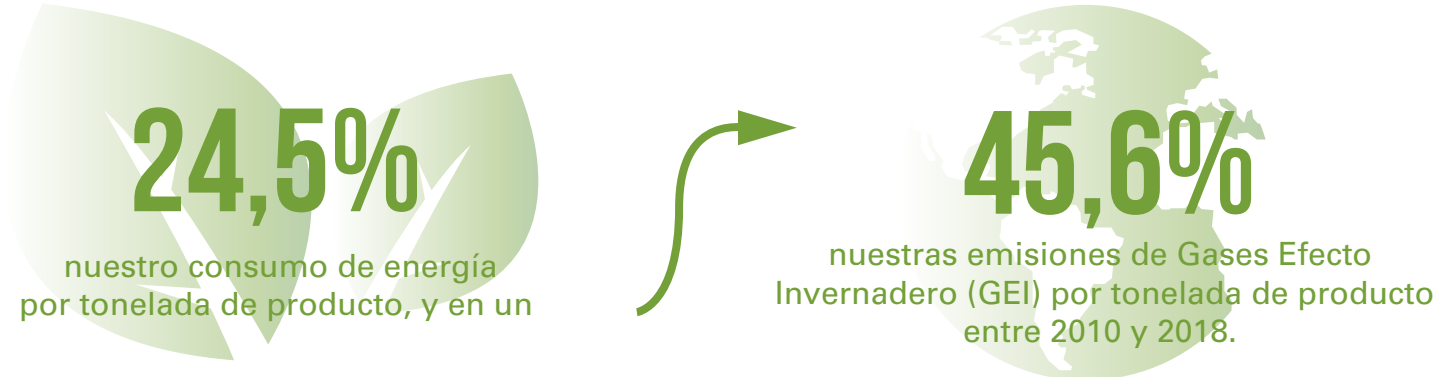 24,5%
nuestro consumo de energía
por tonelada de producto, y en un
45,6%
nuestras emisiones de Gases Efecto
Invernadero (GEI) por tonelada de producto
entre 2010 y 2018.